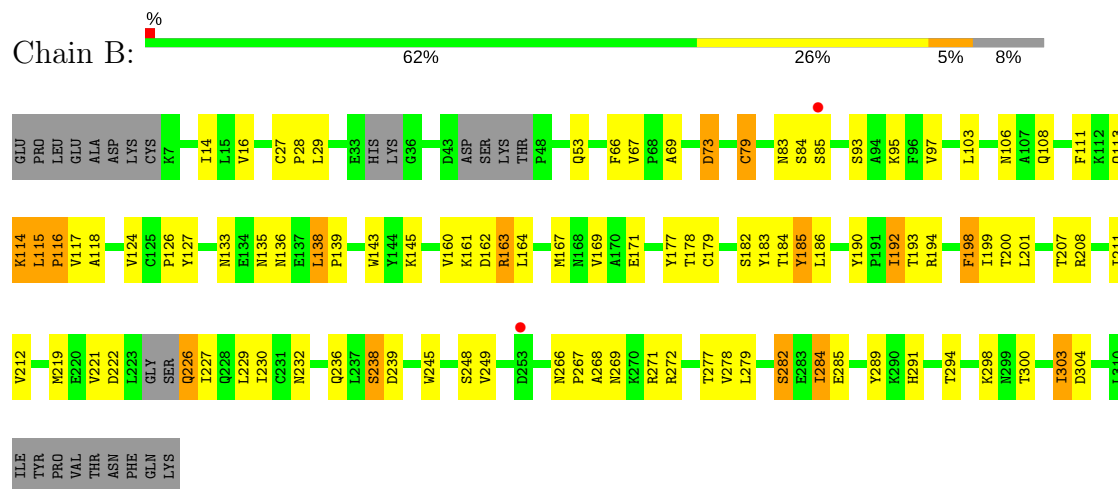 %
Chain B:
62% 26% 5% 8%
GLU PRO LEU GLU ALA ASP LYS CYS K7 I14 L15 V16 C27 P28 L29 E33 HIS LYS G36 D43 ASP SER LYS THR P48 Q53 F66 V67 P68 A69 D73 C79 N83 S84 S85 S93 A94 K95 F96 V97 L103 N106 A107 Q108 F111 K112 Q113
K114 L115 P116 V117 A118 V124 C125 P126 Y127 N133 E134 N135 N136 E137 L138 P139 W143 Y144 K145 V160 K161 D162 R163 L164 M167 N168 V169 A170 E171 Y177 T178 C179 S182 Y183 T184 Y185 L186 Y190 P191 I192 T193 R194 F198 I199 T200 L201 T207 R208 I211
V212 M219 E220 V221 D222 L223 GLY SER Q226 I227 Q228 L229 I230 C231 N232 Q236 L237 S238 D239 W245 S248 V249 D253 N266 P267 A268 N269 K270 R271 R272 T277 V278 L279 S282 E283 I284 E285 Y289 K290 H291 T294 K298 N299 T300 I303 D304 L310
ILE TYR PRO VAL THR ASN PHE GLN LYS